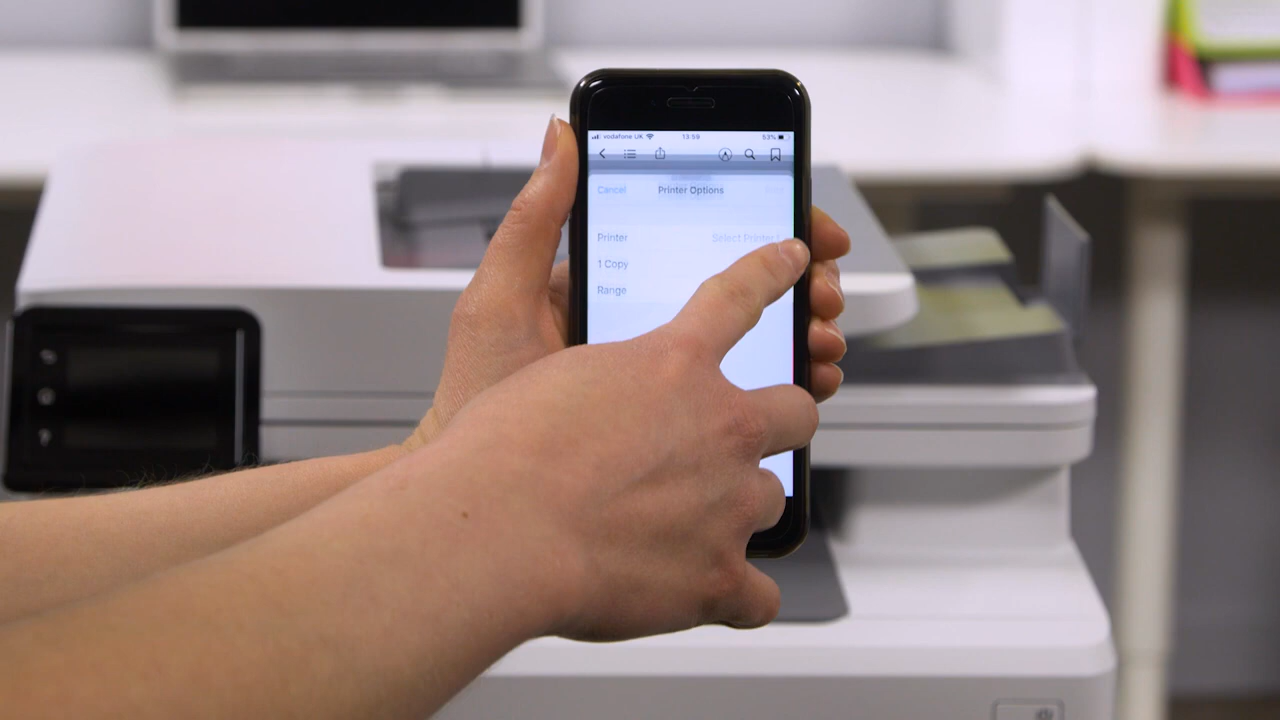 vodafone UK 13:59 53%
Cancel Printer Options
Printer Select Printer
1 Copy
Range